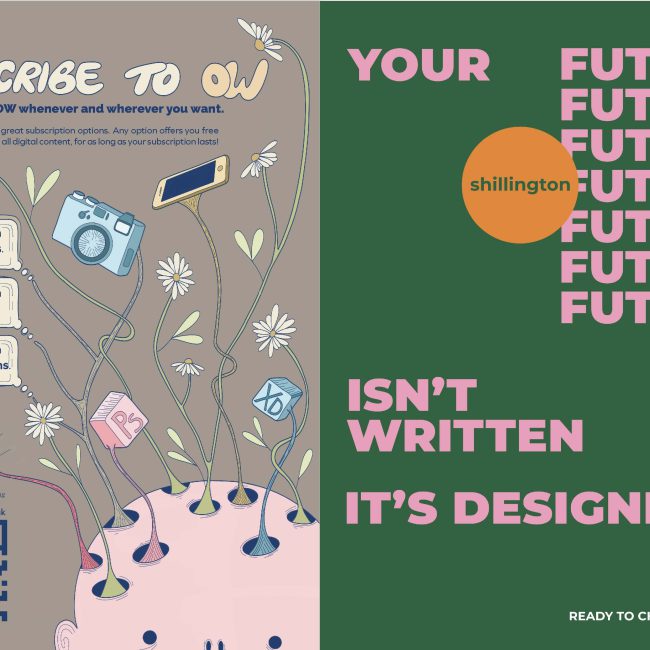 CRIBE TO OW
OW whenever and wherever you want.
great subscription options. Any option offers you free
all digital content, for as long as your subscription lasts!
s.
ns.
PS
XD
YOUR
FUT
FUT
FUT
FUT
FUT
FUT
FUT
shillington
ISN'T
WRITTEN
IT'S DESIGN
READY TO CH